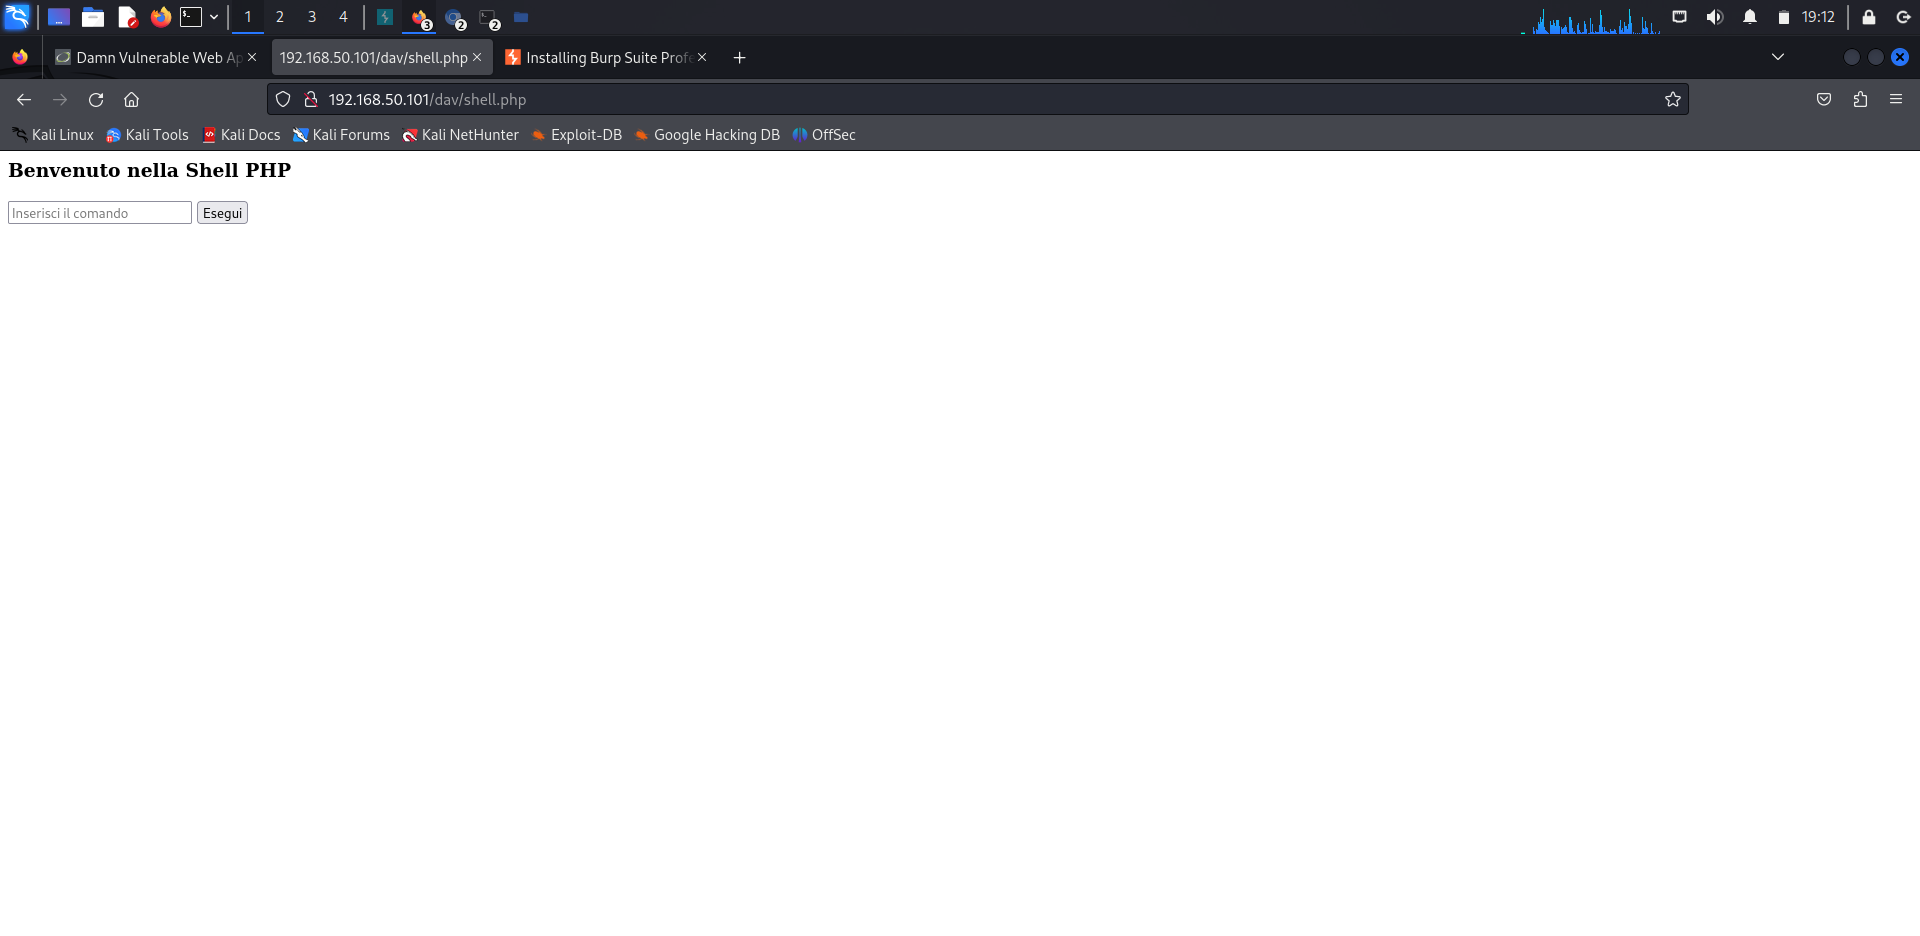 1 2 3 4 3 2 2 19:12
Damn Vulnerable Web Ap 192.168.50.101/dav/shell.php Installing Burp Suite Profe
192.168.50.101/dav/shell.php
Kali Linux Kali Tools Kali Docs Kali Forums Kali NetHunter Exploit-DB Google Hacking DB OffSec
Benvenuto nella Shell PHP
Inserisci il comando Esegui